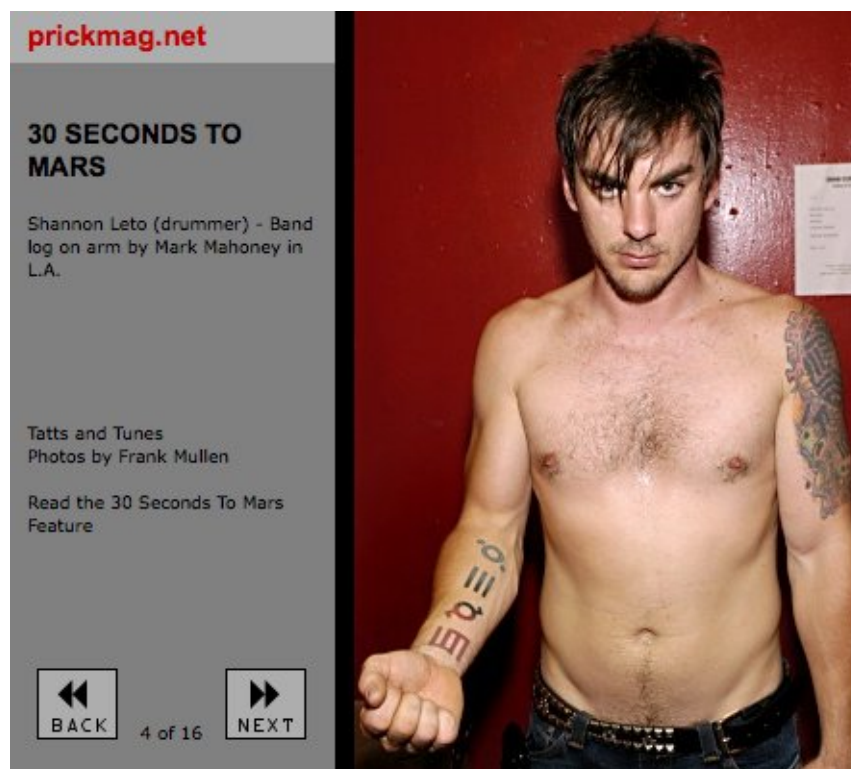 prickmag.net
30 SECONDS TO
MARS
Shannon Leto (drummer) - Band
log on arm by Mark Mahoney in
L.A.
Tatts and Tunes
Photos by Frank Mullen
Read the 30 Seconds To Mars
Feature
BACK
4 of 16
NEXT